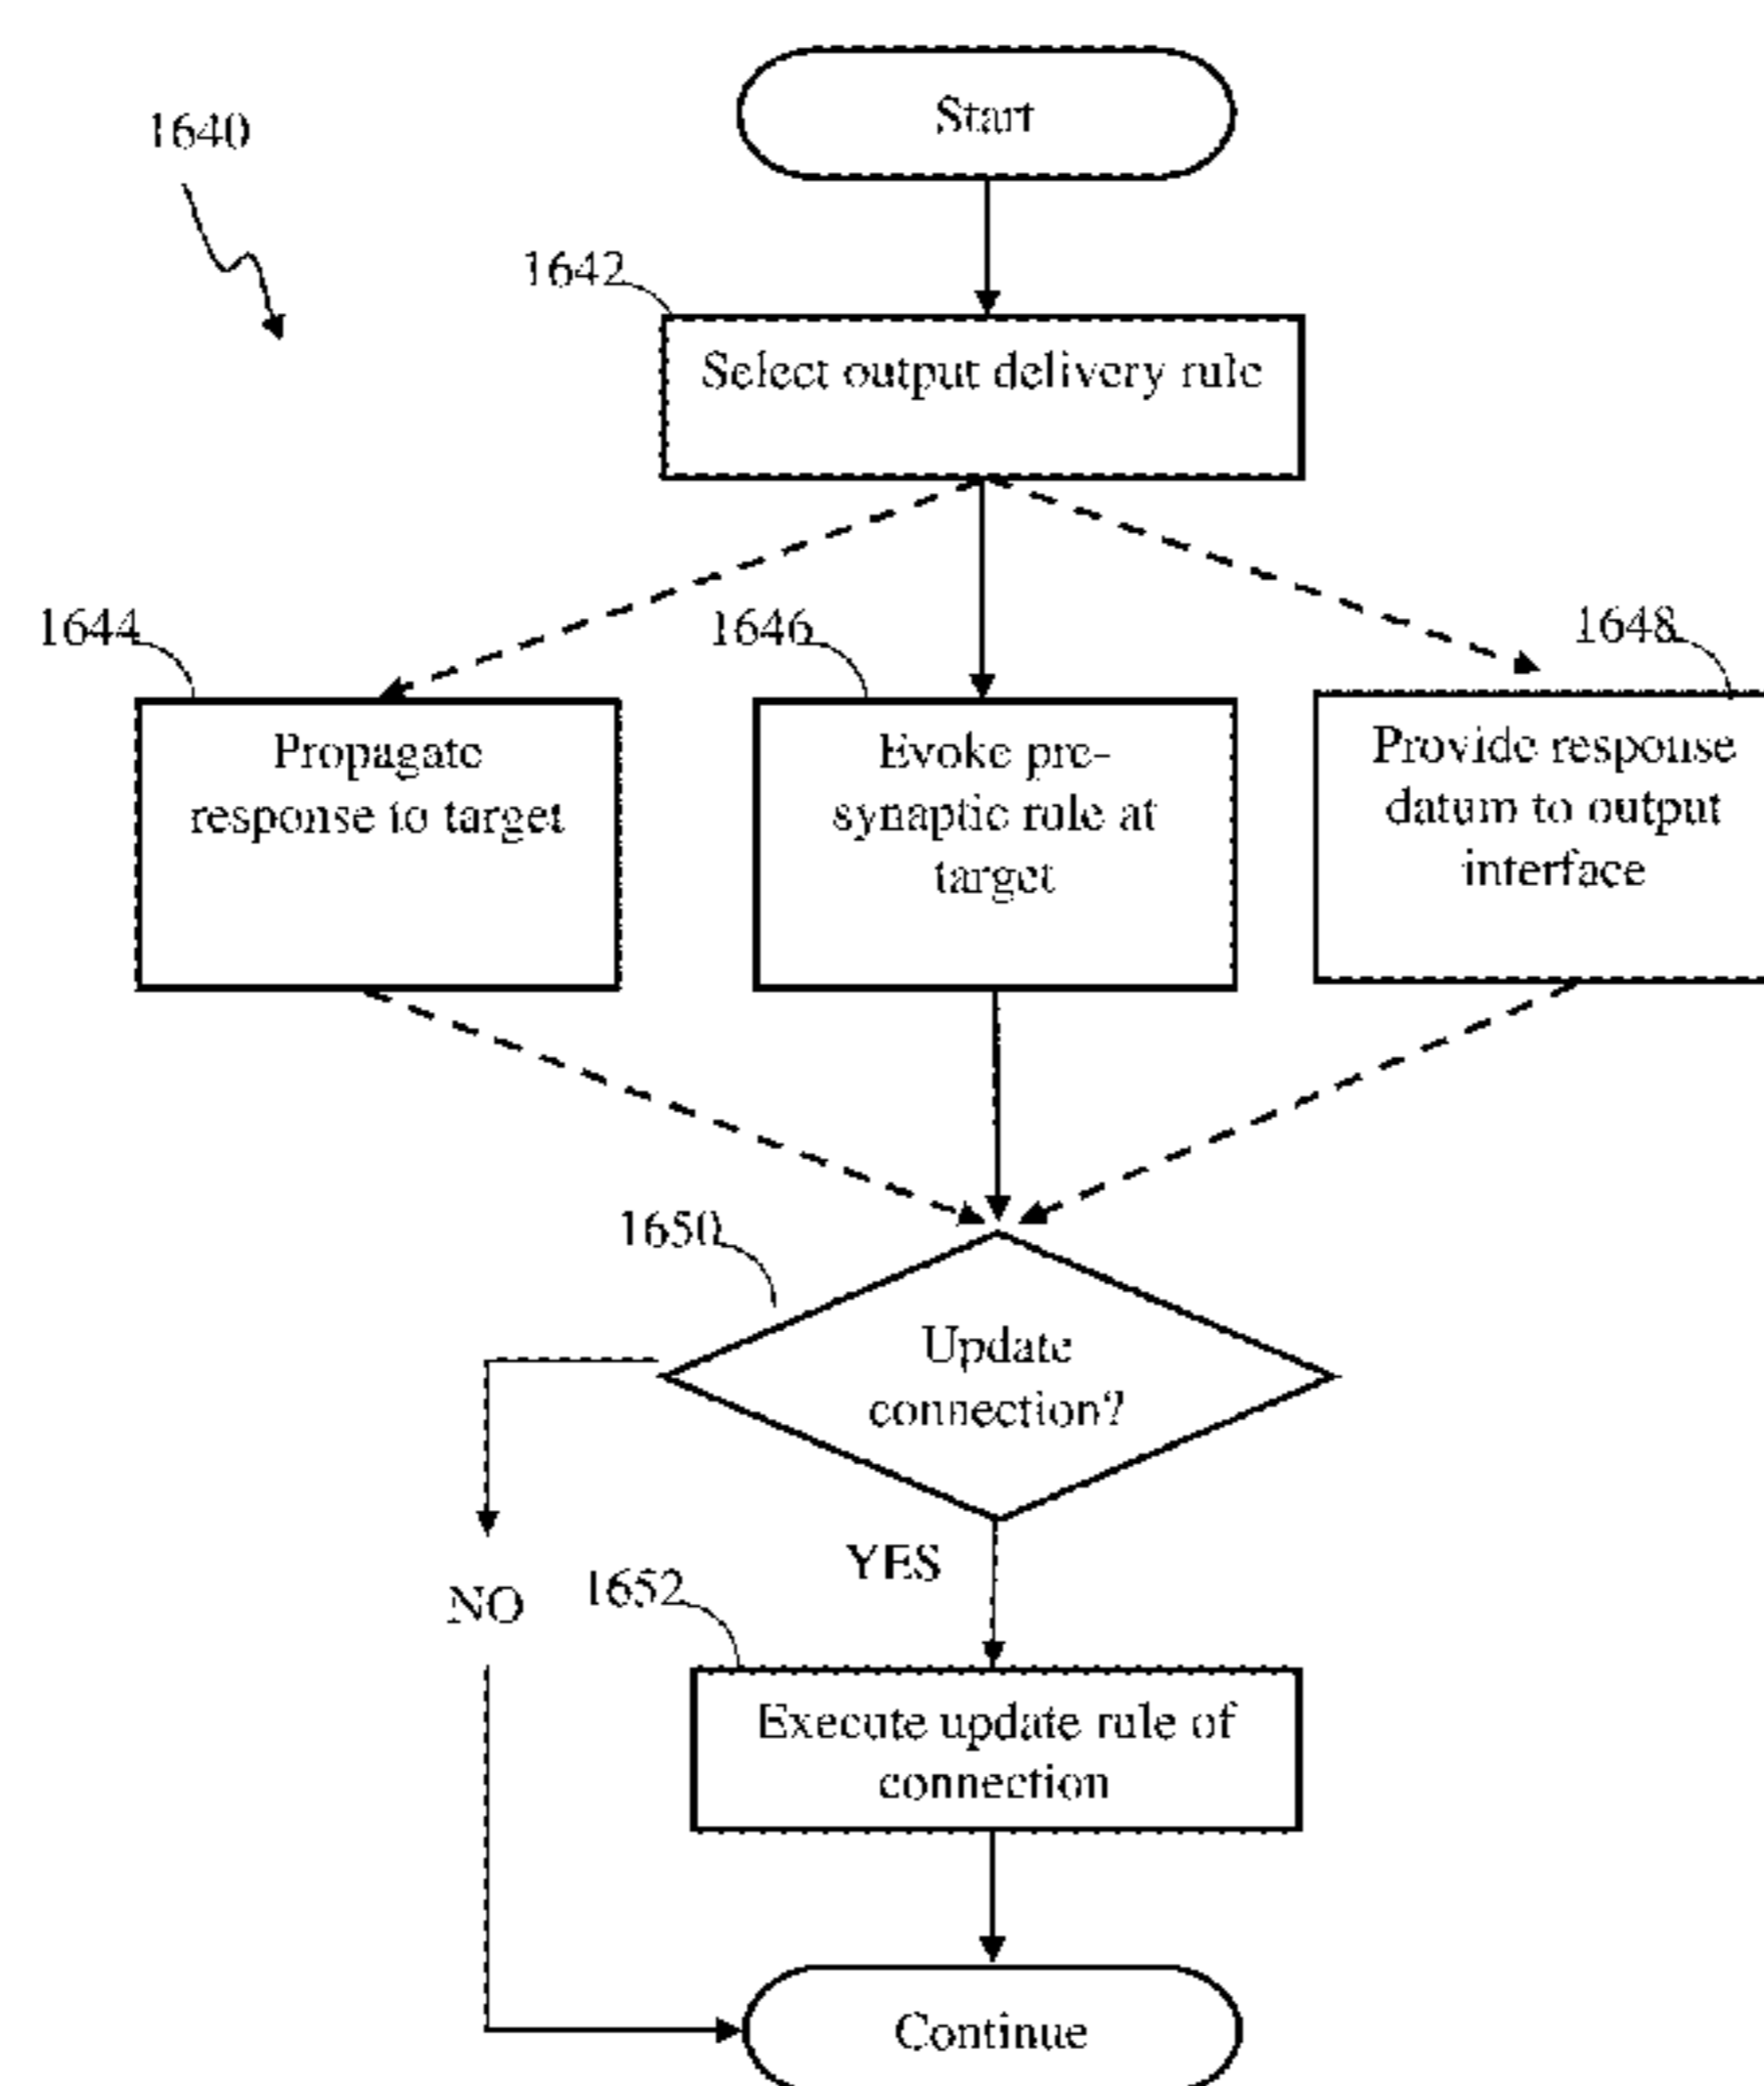 Start
1640
1642
Select output delivery rule
1644
1646
1648
Propagate
response to target
Evoke pre-
synaptic rule at
target
Provide response
datum to output
interface
1650
Update
connection?
YES
NO
1652
Execute update rule of
connection
Continue